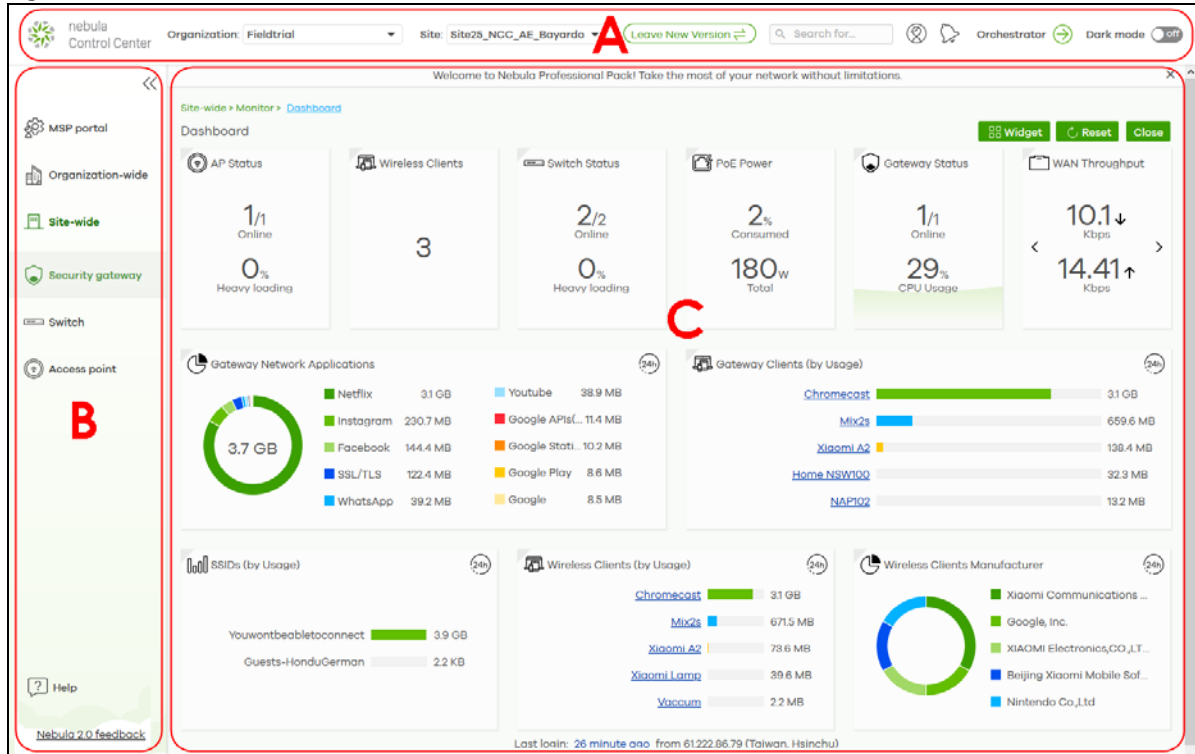 nebula
Control Center
Organization: Fieldtrial
Site: Site25_NCC_AE_Bayardo
A
Leave New Version
Search for...
Orchestrator
Dark mode
off
MSP portal
Organization-wide
Site-wide
Security gateway
Switch
Access point
B
Help
Nebula 2.0 feedback
Welcome to Nebula Professional Pack! Take the most of your network without limitations.
X
Site-wide > Monitor > Dashboard
Dashboard
Widget
Reset
Close
AP Status
1/1
Online
0%
Heavy loading
Wireless Clients
3
Switch Status
2/2
Online
0%
Heavy loading
PoE Power
2%
Consumed
180W
Total
Gateway Status
1/1
Online
29%
CPU Usage
WAN Throughput
10.1
Kbps
14.41
Kbps
C
Gateway Network Applications
24h
3.7 GB
Netflix 3.1 GB
Instagram 230.7 MB
Facebook 144.4 MB
SSL/TLS 122.4 MB
WhatsApp 39.2 MB
Youtube 38.9 MB
Google APIs(... 11.4 MB
Google Stati... 10.2 MB
Google Play 8.6 MB
Google 8.5 MB
Gateway Clients (by Usage)
24h
Chromecast 3.1 GB
Mix2s 659.6 MB
Xiaomi A2 138.4 MB
Home NSW100 32.3 MB
NAP102 13.2 MB
SSIDs (by Usage)
24h
Youwontbeabletoconnect 3.9 GB
Guests-HonduGerman 2.2 KB
Wireless Clients (by Usage)
24h
Chromecast 3.1 GB
Mix2s 671.5 MB
Xiaomi A2 73.6 MB
Xiaomi Lamp 39.6 MB
Vaccum 2.2 MB
Wireless Clients Manufacturer
24h
Xiaomi Communications ...
Google, Inc.
XIAOMI Electronics,CO.,LT...
Beijing Xiaomi Mobile Sof...
Nintendo Co.,Ltd
Last login: 26 minute ago from 61.222.86.79 (Taiwan, Hsinchu)